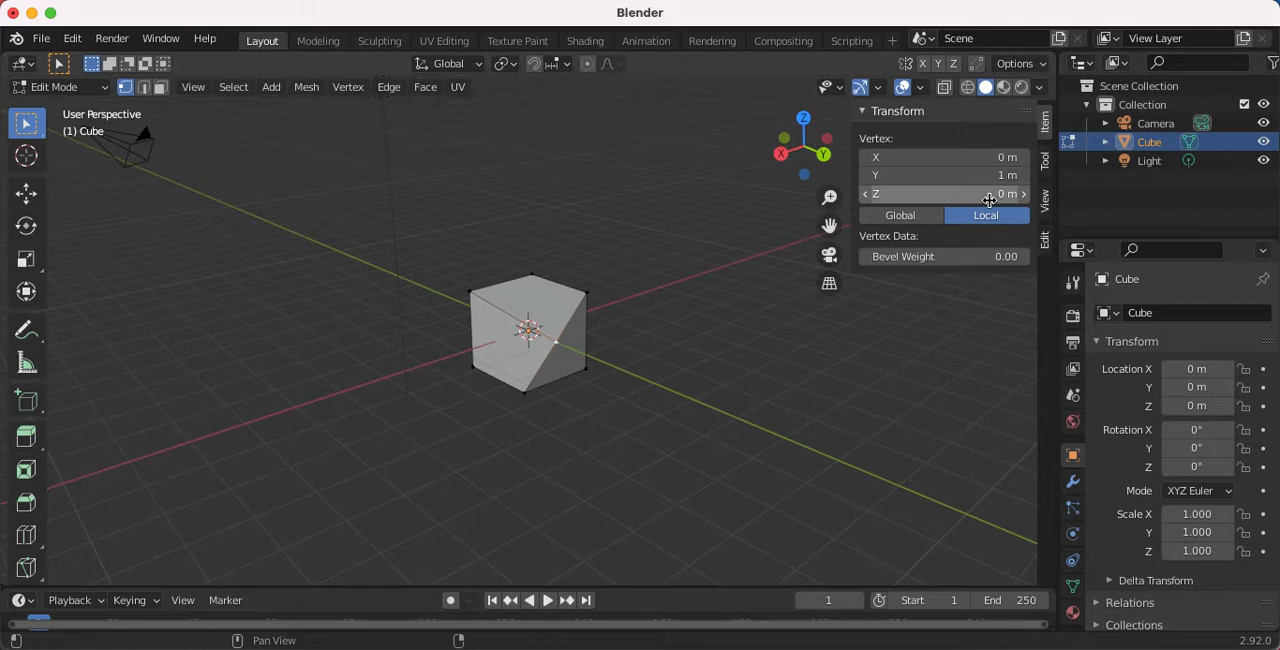 Blender
File Edit Render Window Help Layout Modeling Sculpting UV Editing Texture Paint Shading Animation Rendering Compositing Scripting + Scene View Layer
Global X Y Z Options
Edit Mode View Select Add Mesh Vertex Edge Face UV
User Perspective
(1) Cube
Z
X Y
Transform
Vertex:
X 0 m
Y 1 m
Z 0 m
Global Local
Vertex Data:
Bevel Weight 0.00
Item
Tool
View
Edit
Scene Collection
Collection
Camera
Cube
Light
Cube
Cube
Transform
Location X 0 m
Y 0 m
Z 0 m
Rotation X 0°
Y 0°
Z 0°
Mode XYZ Euler
Scale X 1.000
Y 1.000
Z 1.000
Delta Transform
Relations
Collections
Playback Keying View Marker 1 Start 1 End 250
Pan View 2.92.0